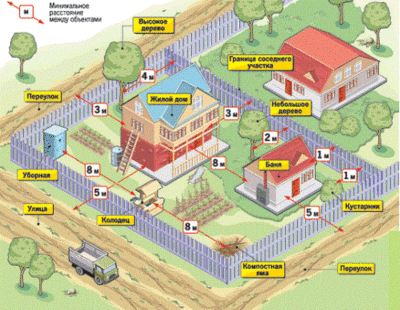 м
Минимальное
расстояние
между объектами
Высокое
дерево
4 м
Граница соседнего
участка
Переулок
3 м
Жилой дом
3 м
Небольшое
дерево
2 м
Уборная
8 м
8 м
Баня
1 м
1 м
5 м
Улица
Колодец
8 м
5 м
Кустарник
Компостная
яма
Переулок